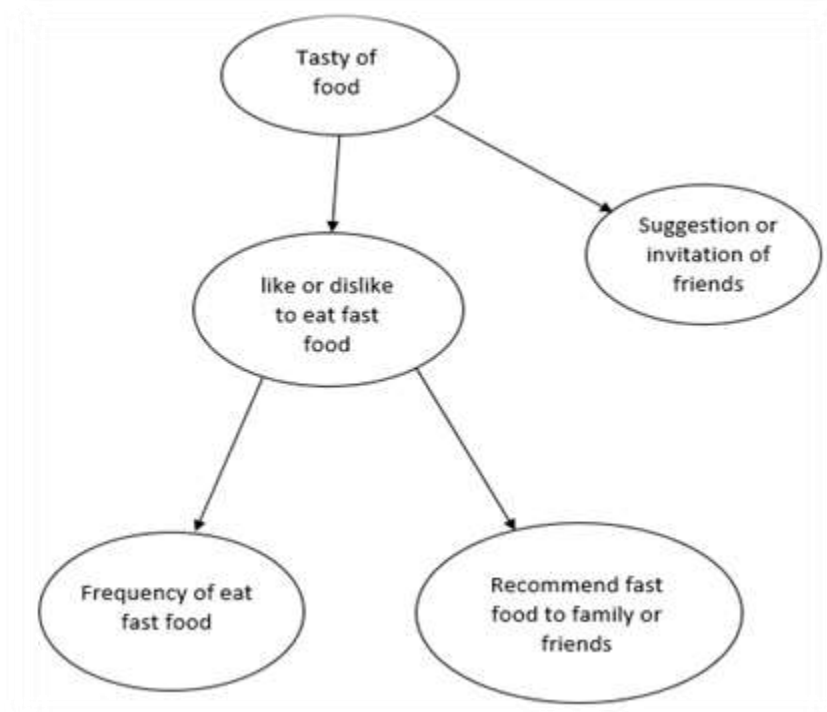 Tasty of
food
Suggestion or
invitation of
friends
like or dislike
to eat fast
food
Frequency of eat
fast food
Recommend fast
food to family or
friends